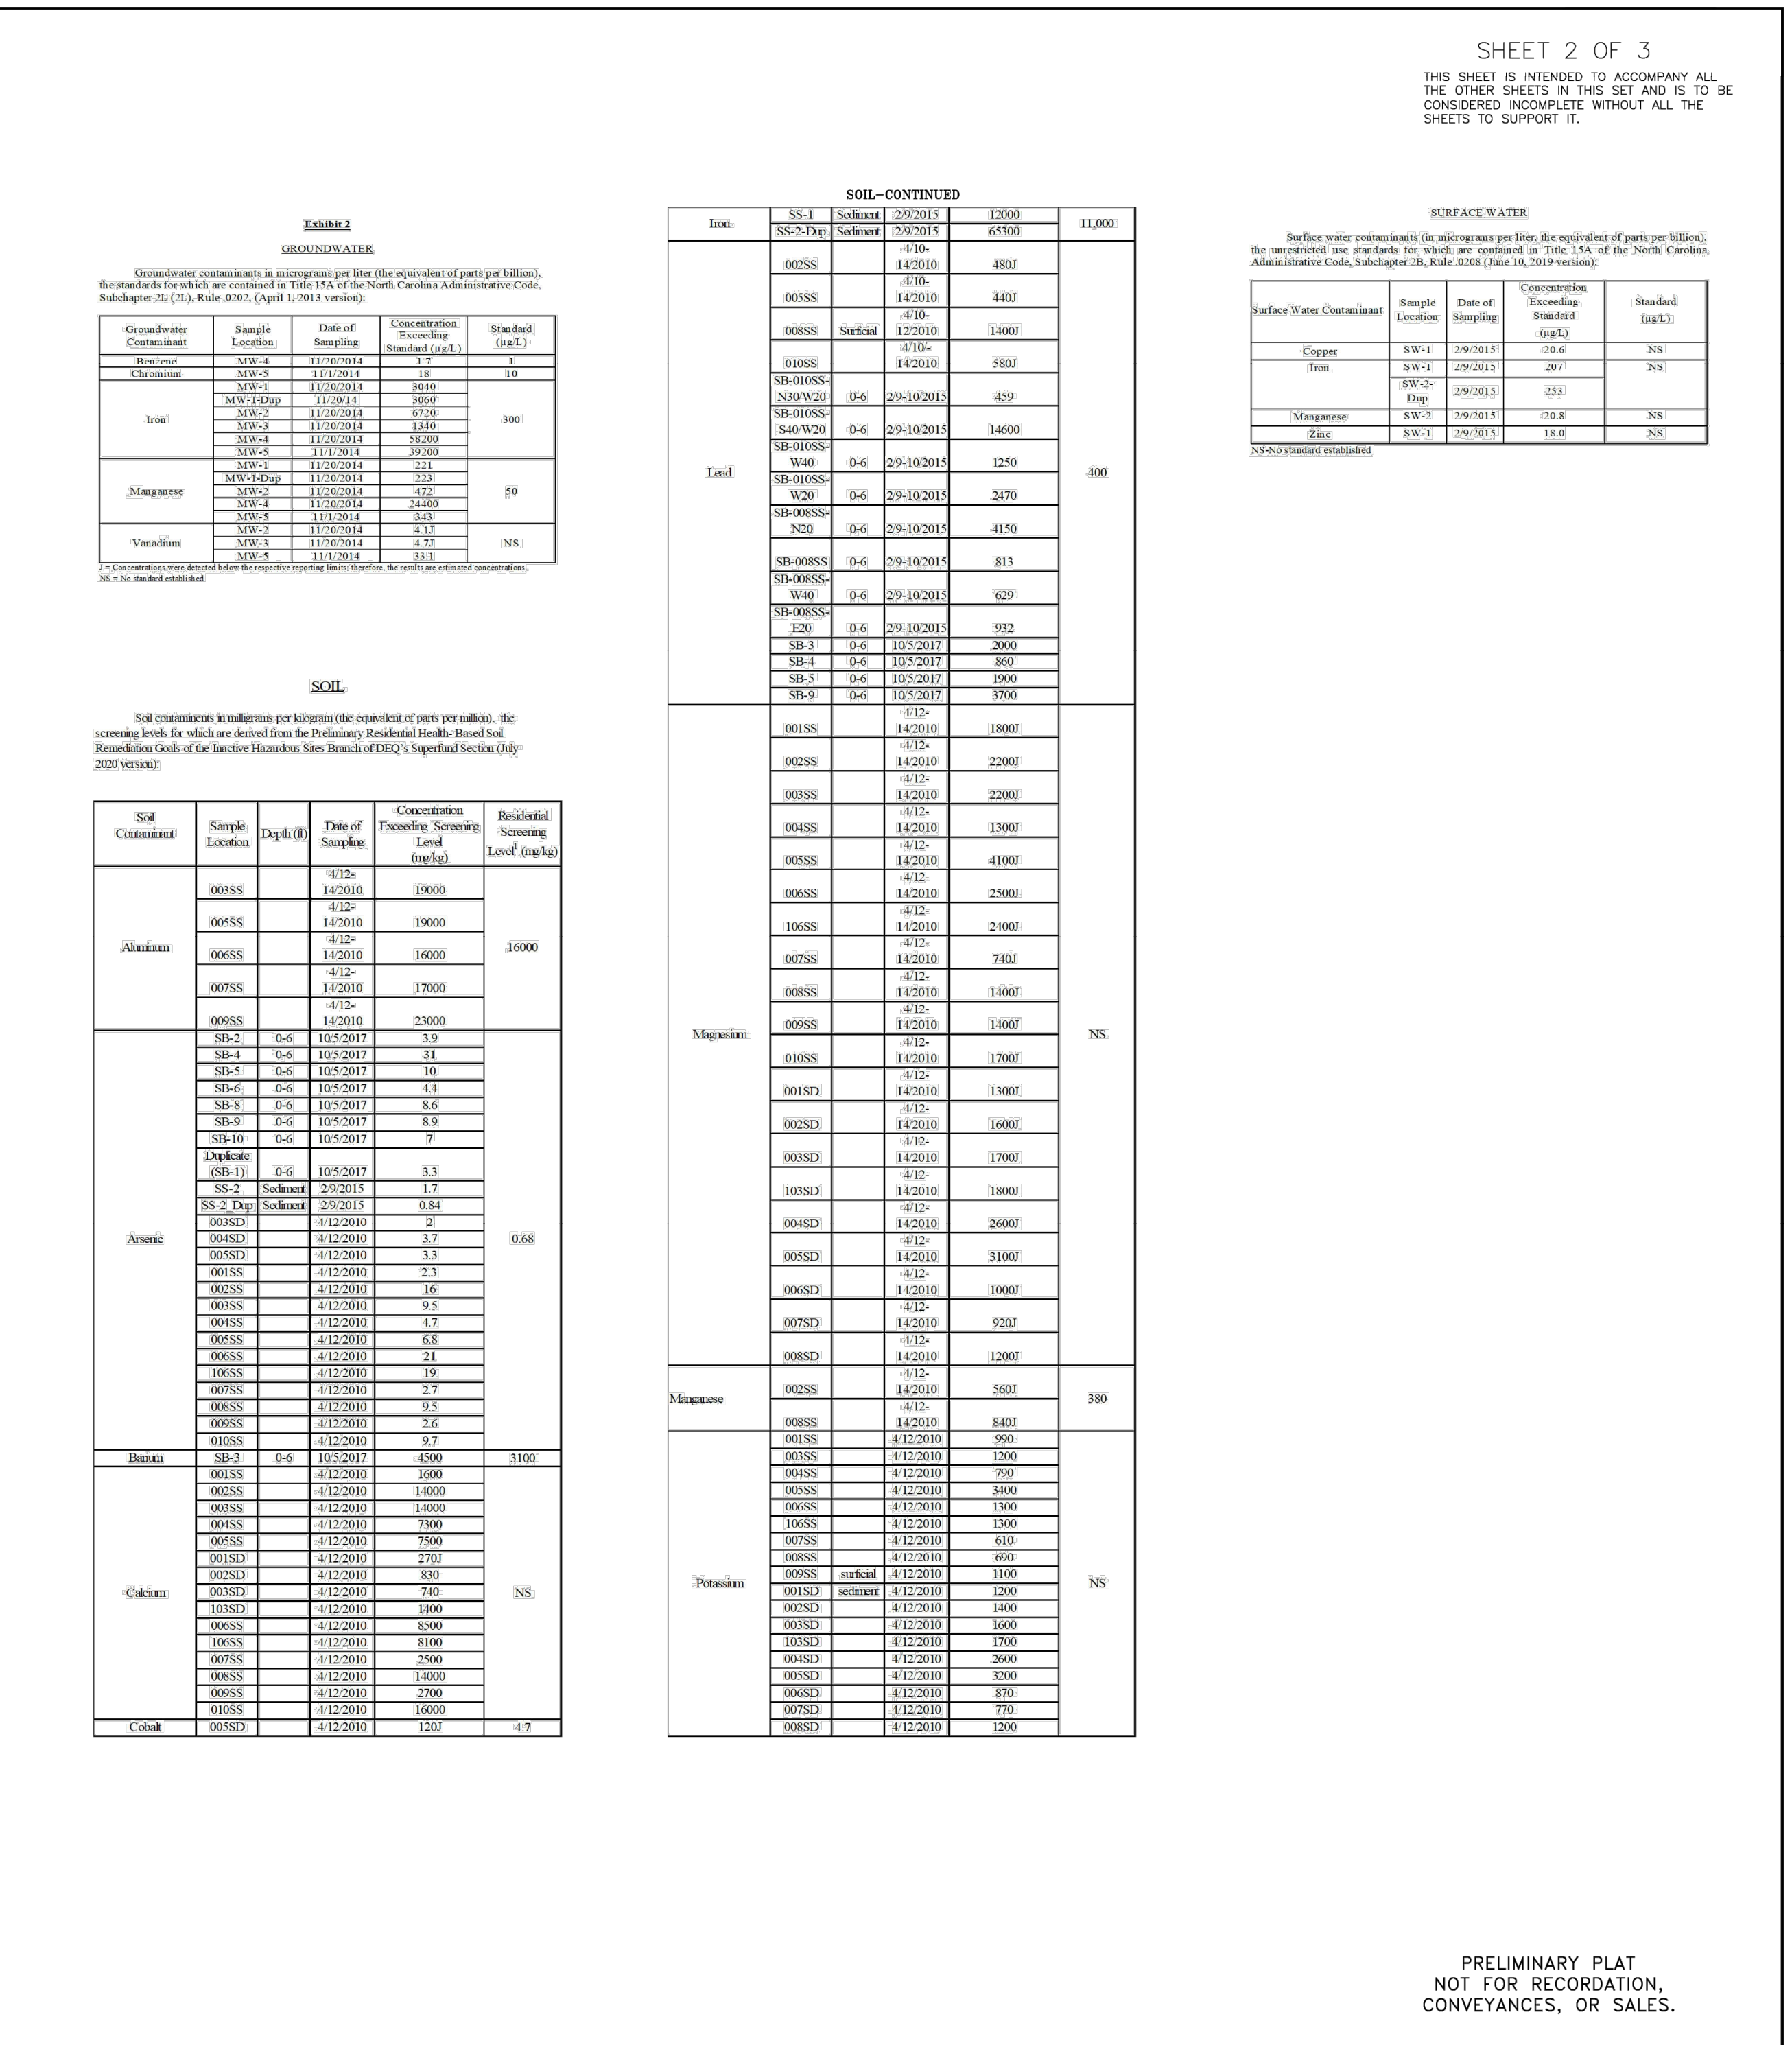 SHEET 2 OF 3
THIS SHEET IS INTENDED TO ACCOMPANY ALL
THE OTHER SHEETS IN THIS SET AND IS TO BE
CONSIDERED INCOMPLETE WITHOUT ALL THE
SHEETS TO SUPPORT IT.
Exhibit 2
GROUNDWATER
Groundwater contaminants in micrograms per liter (the equivalent of parts per billion),
the standards for which are contained in Title 15A of the North Carolina Administrative Code,
Subchapter 2L (2L), Rule .0202, (April 1, 2013 version):
Groundwater Contaminant Sample Location Date of Sampling Concentration Exceeding Standard (µg/L) Standard (µg/L)
Benzene MW-4 11/20/2014 1.7 1
Chromium MW-5 11/1/2014 18 10
Iron 300
MW-1 11/20/2014 3040
MW-1-Dup 11/20/14 3060
MW-2 11/20/2014 6720
MW-3 11/20/2014 1340
MW-4 11/20/2014 58200
MW-5 11/1/2014 39200
Manganese 50
MW-1 11/20/2014 221
MW-1-Dup 11/20/2014 223
MW-2 11/20/2014 472
MW-4 11/20/2014 24400
MW-5 11/1/2014 343
Vanadium NS
MW-2 11/20/2014 4.1J
MW-3 11/20/2014 4.7J
MW-5 11/1/2014 33.1
J = Concentrations were detected below the respective reporting limits; therefore, the results are estimated concentrations.
NS = No standard established
SOIL
Soil contaminents in milligrams per kilogram (the equivalent of parts per million), the
screening levels for which are derived from the Preliminary Residential Health- Based Soil
Remediation Goals of the Inactive Hazardous Sites Branch of DEQ's Superfund Section (July
2020 version):
Soil Contaminant Sample Location Depth (ft) Date of Sampling Concentration Exceeding Screening Level (mg/kg) Residential Screening Level¹ (mg/kg)
Aluminum 16000
003SS 4/12-14/2010 19000
005SS 4/12-14/2010 19000
006SS 4/12-14/2010 16000
007SS 4/12-14/2010 17000
009SS 4/12-14/2010 23000
Arsenic 0.68
SB-2 0-6 10/5/2017 3.9
SB-4 0-6 10/5/2017 31
SB-5 0-6 10/5/2017 10
SB-6 0-6 10/5/2017 4.4
SB-8 0-6 10/5/2017 8.6
SB-9 0-6 10/5/2017 8.9
SB-10 0-6 10/5/2017 7
Duplicate (SB-1) 0-6 10/5/2017 3.3
SS-2 Sediment 2/9/2015 1.7
SS-2_Dup Sediment 2/9/2015 0.84
003SD 4/12/2010 2
004SD 4/12/2010 3.7
005SD 4/12/2010 3.3
001SS 4/12/2010 2.3
002SS 4/12/2010 16
003SS 4/12/2010 9.5
004SS 4/12/2010 4.7
005SS 4/12/2010 6.8
006SS 4/12/2010 21
106SS 4/12/2010 19
007SS 4/12/2010 2.7
008SS 4/12/2010 9.5
009SS 4/12/2010 2.6
010SS 4/12/2010 9.7
Barium SB-3 0-6 10/5/2017 4500 3100
Calcium NS
001SS 4/12/2010 1600
002SS 4/12/2010 14000
003SS 4/12/2010 14000
004SS 4/12/2010 7300
005SS 4/12/2010 7500
001SD 4/12/2010 270J
002SD 4/12/2010 830
003SD 4/12/2010 740
103SD 4/12/2010 1400
006SS 4/12/2010 8500
106SS 4/12/2010 8100
007SS 4/12/2010 2500
008SS 4/12/2010 14000
009SS 4/12/2010 2700
010SS 4/12/2010 16000
Cobalt 005SD 4/12/2010 120J 4.7
SOIL-CONTINUED
Iron 11,000
SS-1 Sediment 2/9/2015 12000
SS-2-Dup Sediment 2/9/2015 65300
Lead 400
002SS 4/10-14/2010 480J
005SS 4/10-14/2010 440J
008SS Surficial 4/10-12/2010 1400J
010SS 4/10/-14/2010 580J
SB-010SS-N30/W20 0-6 2/9-10/2015 459
SB-010SS-S40/W20 0-6 2/9-10/2015 14600
SB-010SS-W40 0-6 2/9-10/2015 1250
SB-010SS-W20 0-6 2/9-10/2015 2470
SB-008SS-N20 0-6 2/9-10/2015 4150
SB-008SS 0-6 2/9-10/2015 813
SB-008SS-W40 0-6 2/9-10/2015 629
SB-008SS-E20 0-6 2/9-10/2015 932
SB-3 0-6 10/5/2017 2000
SB-4 0-6 10/5/2017 860
SB-5 0-6 10/5/2017 1900
SB-9 0-6 10/5/2017 3700
Magnesium NS
001SS 4/12-14/2010 1800J
002SS 4/12-14/2010 2200J
003SS 4/12-14/2010 2200J
004SS 4/12-14/2010 1300J
005SS 4/12-14/2010 4100J
006SS 4/12-14/2010 2500J
106SS 4/12-14/2010 2400J
007SS 4/12-14/2010 740J
008SS 4/12-14/2010 1400J
009SS 4/12-14/2010 1400J
010SS 4/12-14/2010 1700J
001SD 4/12-14/2010 1300J
002SD 4/12-14/2010 1600J
003SD 4/12-14/2010 1700J
103SD 4/12-14/2010 1800J
004SD 4/12-14/2010 2600J
005SD 4/12-14/2010 3100J
006SD 4/12-14/2010 1000J
007SD 4/12-14/2010 920J
008SD 4/12-14/2010 1200J
Manganese 380
002SS 4/12-14/2010 560J
008SS 4/12-14/2010 840J
Potassium NS
001SS 4/12/2010 990
003SS 4/12/2010 1200
004SS 4/12/2010 790
005SS 4/12/2010 3400
006SS 4/12/2010 1300
106SS 4/12/2010 1300
007SS 4/12/2010 610
008SS 4/12/2010 690
009SS surficial 4/12/2010 1100
001SD sediment 4/12/2010 1200
002SD 4/12/2010 1400
003SD 4/12/2010 1600
103SD 4/12/2010 1700
004SD 4/12/2010 2600
005SD 4/12/2010 3200
006SD 4/12/2010 870
007SD 4/12/2010 770
008SD 4/12/2010 1200
SURFACE WATER
Surface water contaminants (in micrograms per liter, the equivalent of parts per billion),
the unrestricted use standards for which are contained in Title 15A of the North Carolina
Administrative Code, Subchapter 2B, Rule .0208 (June 10, 2019 version):
Surface Water Contaminant Sample Location Date of Sampling Concentration Exceeding Standard (µg/L) Standard (µg/L)
Copper SW-1 2/9/2015 20.6 NS
Iron SW-1 2/9/2015 207 NS
SW-2-Dup 2/9/2015 253
Manganese SW-2 2/9/2015 20.8 NS
Zinc SW-1 2/9/2015 18.0 NS
NS-No standard established
PRELIMINARY PLAT
NOT FOR RECORDATION,
CONVEYANCES, OR SALES.